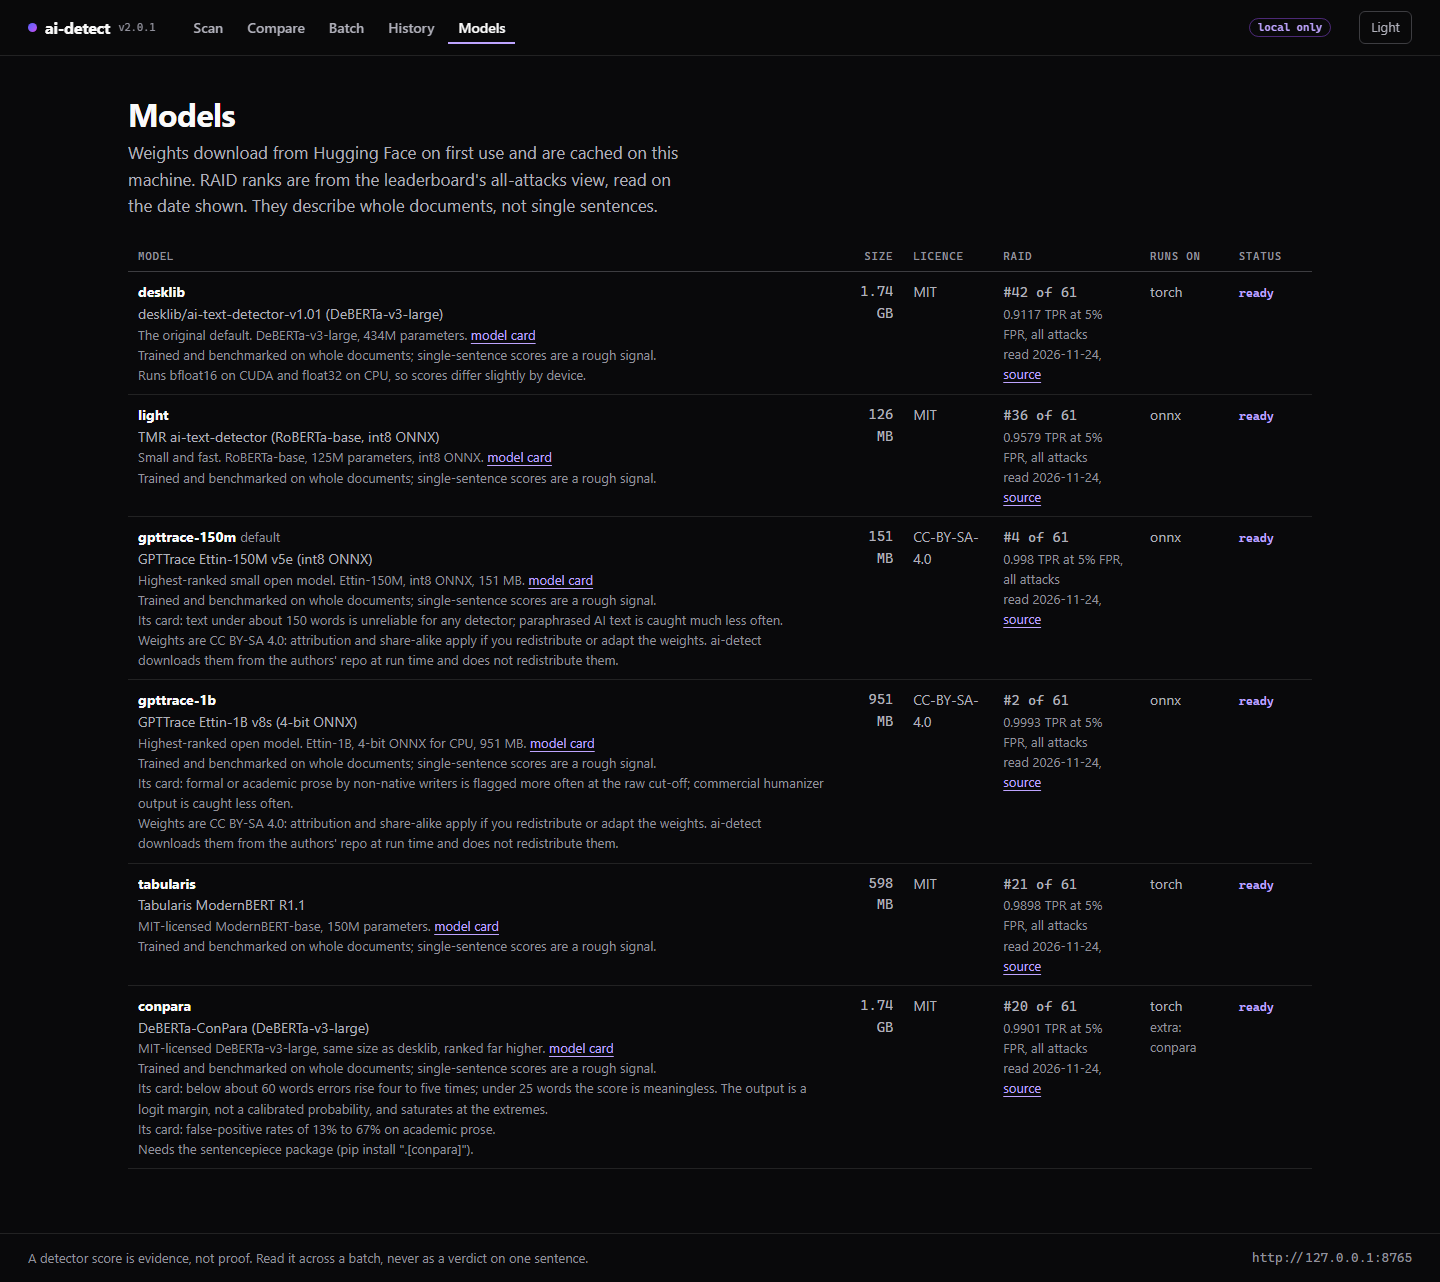 ai-detect v2.0.1 Scan Compare Batch History Models local only Light
Models
Weights download from Hugging Face on first use and are cached on this
machine. RAID ranks are from the leaderboard's all-attacks view, read on
the date shown. They describe whole documents, not single sentences.
MODEL SIZE LICENCE RAID RUNS ON STATUS
desklib
desklib/ai-text-detector-v1.01 (DeBERTa-v3-large)
The original default. DeBERTa-v3-large, 434M parameters. model card
Trained and benchmarked on whole documents; single-sentence scores are a rough signal.
Runs bfloat16 on CUDA and float32 on CPU, so scores differ slightly by device.
1.74
GB
MIT
#42 of 61
0.9117 TPR at 5%
FPR, all attacks
read 2026-11-24,
source
torch
ready
light
TMR ai-text-detector (RoBERTa-base, int8 ONNX)
Small and fast. RoBERTa-base, 125M parameters, int8 ONNX. model card
Trained and benchmarked on whole documents; single-sentence scores are a rough signal.
126
MB
MIT
#36 of 61
0.9579 TPR at 5%
FPR, all attacks
read 2026-11-24,
source
onnx
ready
gpttrace-150m default
GPTTrace Ettin-150M v5e (int8 ONNX)
Highest-ranked small open model. Ettin-150M, int8 ONNX, 151 MB. model card
Trained and benchmarked on whole documents; single-sentence scores are a rough signal.
Its card: text under about 150 words is unreliable for any detector; paraphrased AI text is caught much less often.
Weights are CC BY-SA 4.0: attribution and share-alike apply if you redistribute or adapt the weights. ai-detect
downloads them from the authors' repo at run time and does not redistribute them.
151
MB
CC-BY-SA-
4.0
#4 of 61
0.998 TPR at 5% FPR,
all attacks
read 2026-11-24,
source
onnx
ready
gpttrace-1b
GPTTrace Ettin-1B v8s (4-bit ONNX)
Highest-ranked open model. Ettin-1B, 4-bit ONNX for CPU, 951 MB. model card
Trained and benchmarked on whole documents; single-sentence scores are a rough signal.
Its card: formal or academic prose by non-native writers is flagged more often at the raw cut-off; commercial humanizer
output is caught less often.
Weights are CC BY-SA 4.0: attribution and share-alike apply if you redistribute or adapt the weights. ai-detect
downloads them from the authors' repo at run time and does not redistribute them.
951
MB
CC-BY-SA-
4.0
#2 of 61
0.9993 TPR at 5%
FPR, all attacks
read 2026-11-24,
source
onnx
ready
tabularis
Tabularis ModernBERT R1.1
MIT-licensed ModernBERT-base, 150M parameters. model card
Trained and benchmarked on whole documents; single-sentence scores are a rough signal.
598
MB
MIT
#21 of 61
0.9898 TPR at 5%
FPR, all attacks
read 2026-11-24,
source
torch
ready
conpara
DeBERTa-ConPara (DeBERTa-v3-large)
MIT-licensed DeBERTa-v3-large, same size as desklib, ranked far higher. model card
Trained and benchmarked on whole documents; single-sentence scores are a rough signal.
Its card: below about 60 words errors rise four to five times; under 25 words the score is meaningless. The output is a
logit margin, not a calibrated probability, and saturates at the extremes.
Its card: false-positive rates of 13% to 67% on academic prose.
Needs the sentencepiece package (pip install ".[conpara]").
1.74
GB
MIT
#20 of 61
0.9901 TPR at 5%
FPR, all attacks
read 2026-11-24,
source
torch
extra:
conpara
ready
A detector score is evidence, not proof. Read it across a batch, never as a verdict on one sentence.
http://127.0.0.1:8765